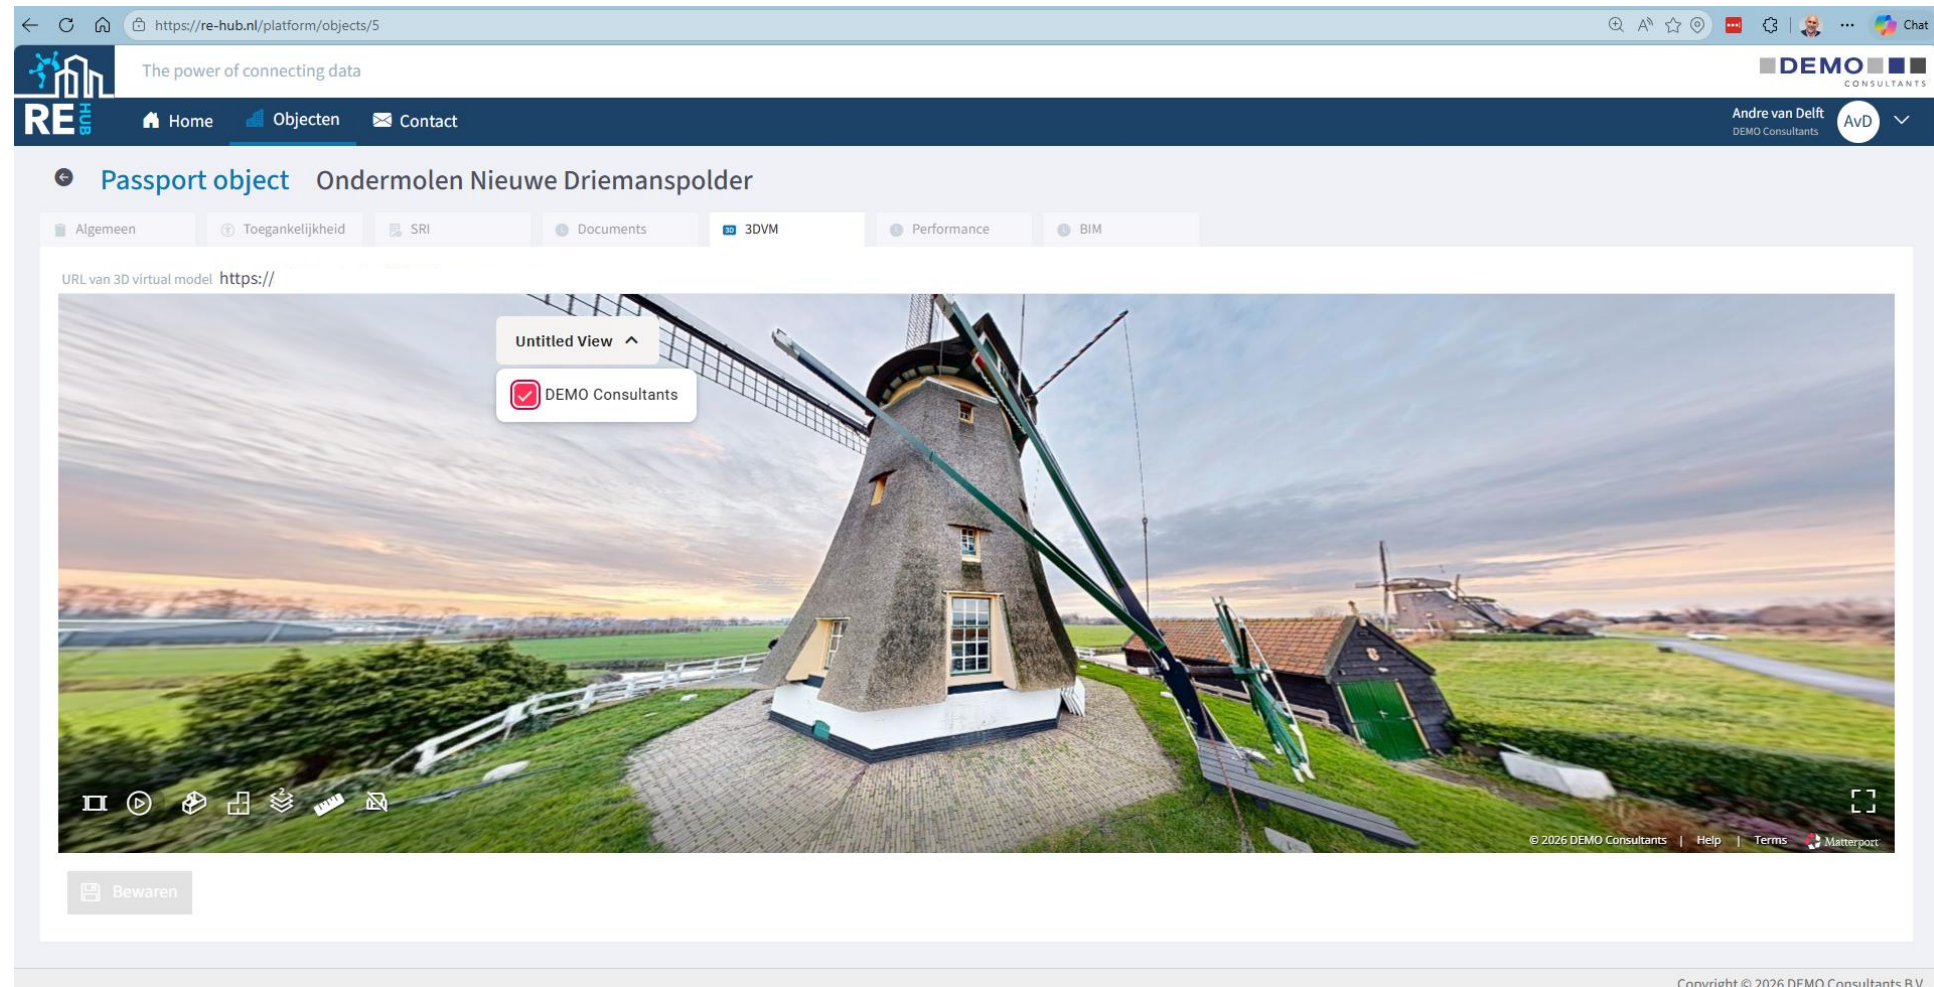 https://re-hub.nl/platform/objects/5
Chat
The power of connecting data
DEMO
CONSULTANTS
RE HUB
Home
Objecten
Contact
Andre van Delft
DEMO Consultants
AvD
Passport object Ondermolen Nieuwe Driemanspolder
Algemeen
Toegankelijkheid
SRI
Documents
3D
3DVM
Performance
BIM
URL van 3D virtual model https://
Untitled View
DEMO Consultants
2
© 2026 DEMO Consultants | Help | Terms Matterport
Bewaren
Copyright © 2026 DEMO Consultants B.V.